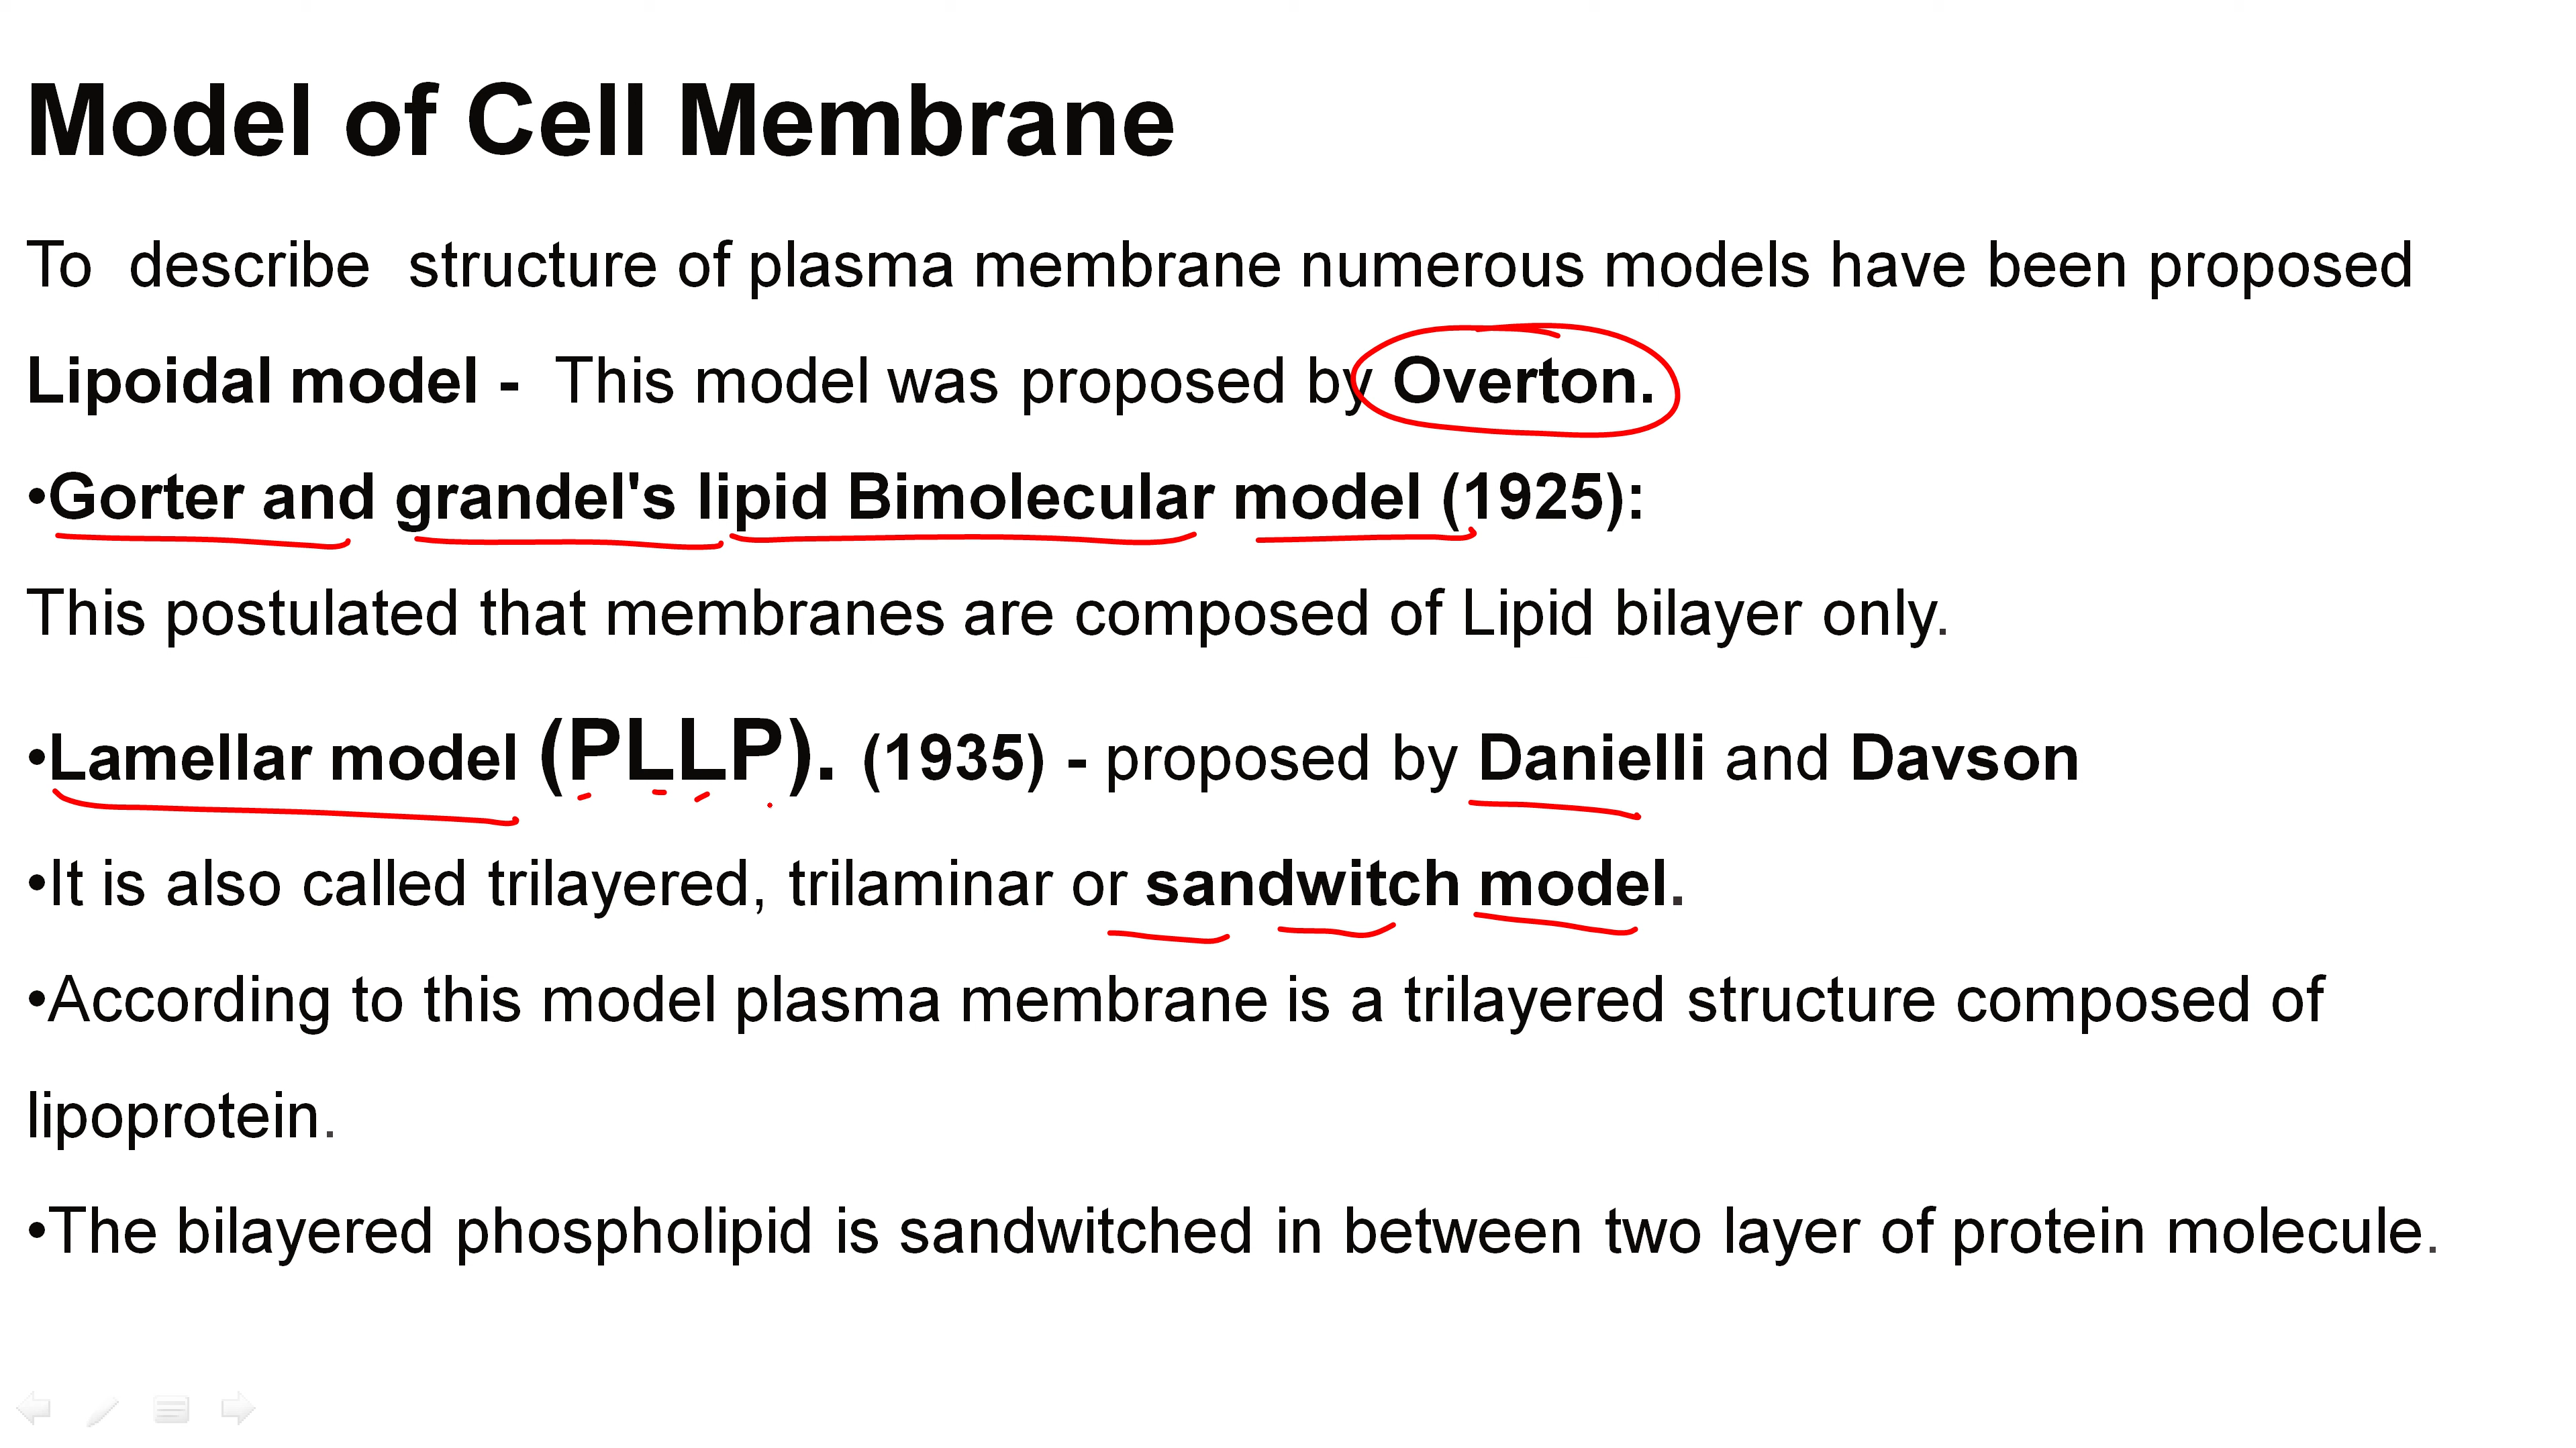 Model of Cell Membrane
To describe structure of plasma membrane numerous models have been proposed
Lipoidal model - This model was proposed by Overton.
•Gorter and grandel's lipid Bimolecular model (1925):
This postulated that membranes are composed of Lipid bilayer only.
•Lamellar model (PLLP). (1935) - proposed by Danielli and Davson
•It is also called trilayered, trilaminar or sandwitch model.
•According to this model plasma membrane is a trilayered structure composed of
lipoprotein.
•The bilayered phospholipid is sandwitched in between two layer of protein molecule.